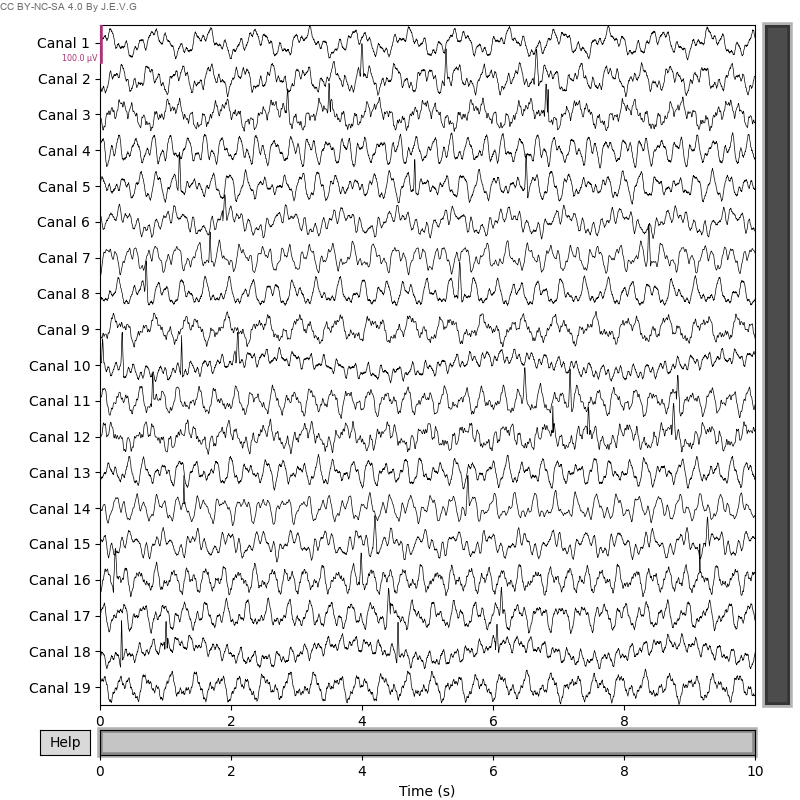 CC BY-NC-SA 4.0 By J.E.V.G
Canal 1
100.0 µV
Canal 2
Canal 3
Canal 4
Canal 5
Canal 6
Canal 7
Canal 8
Canal 9
Canal 10
Canal 11
Canal 12
Canal 13
Canal 14
Canal 15
Canal 16
Canal 17
Canal 18
Canal 19
0 2 4 6 8
Help
0 2 4 6 8 10
Time (s)